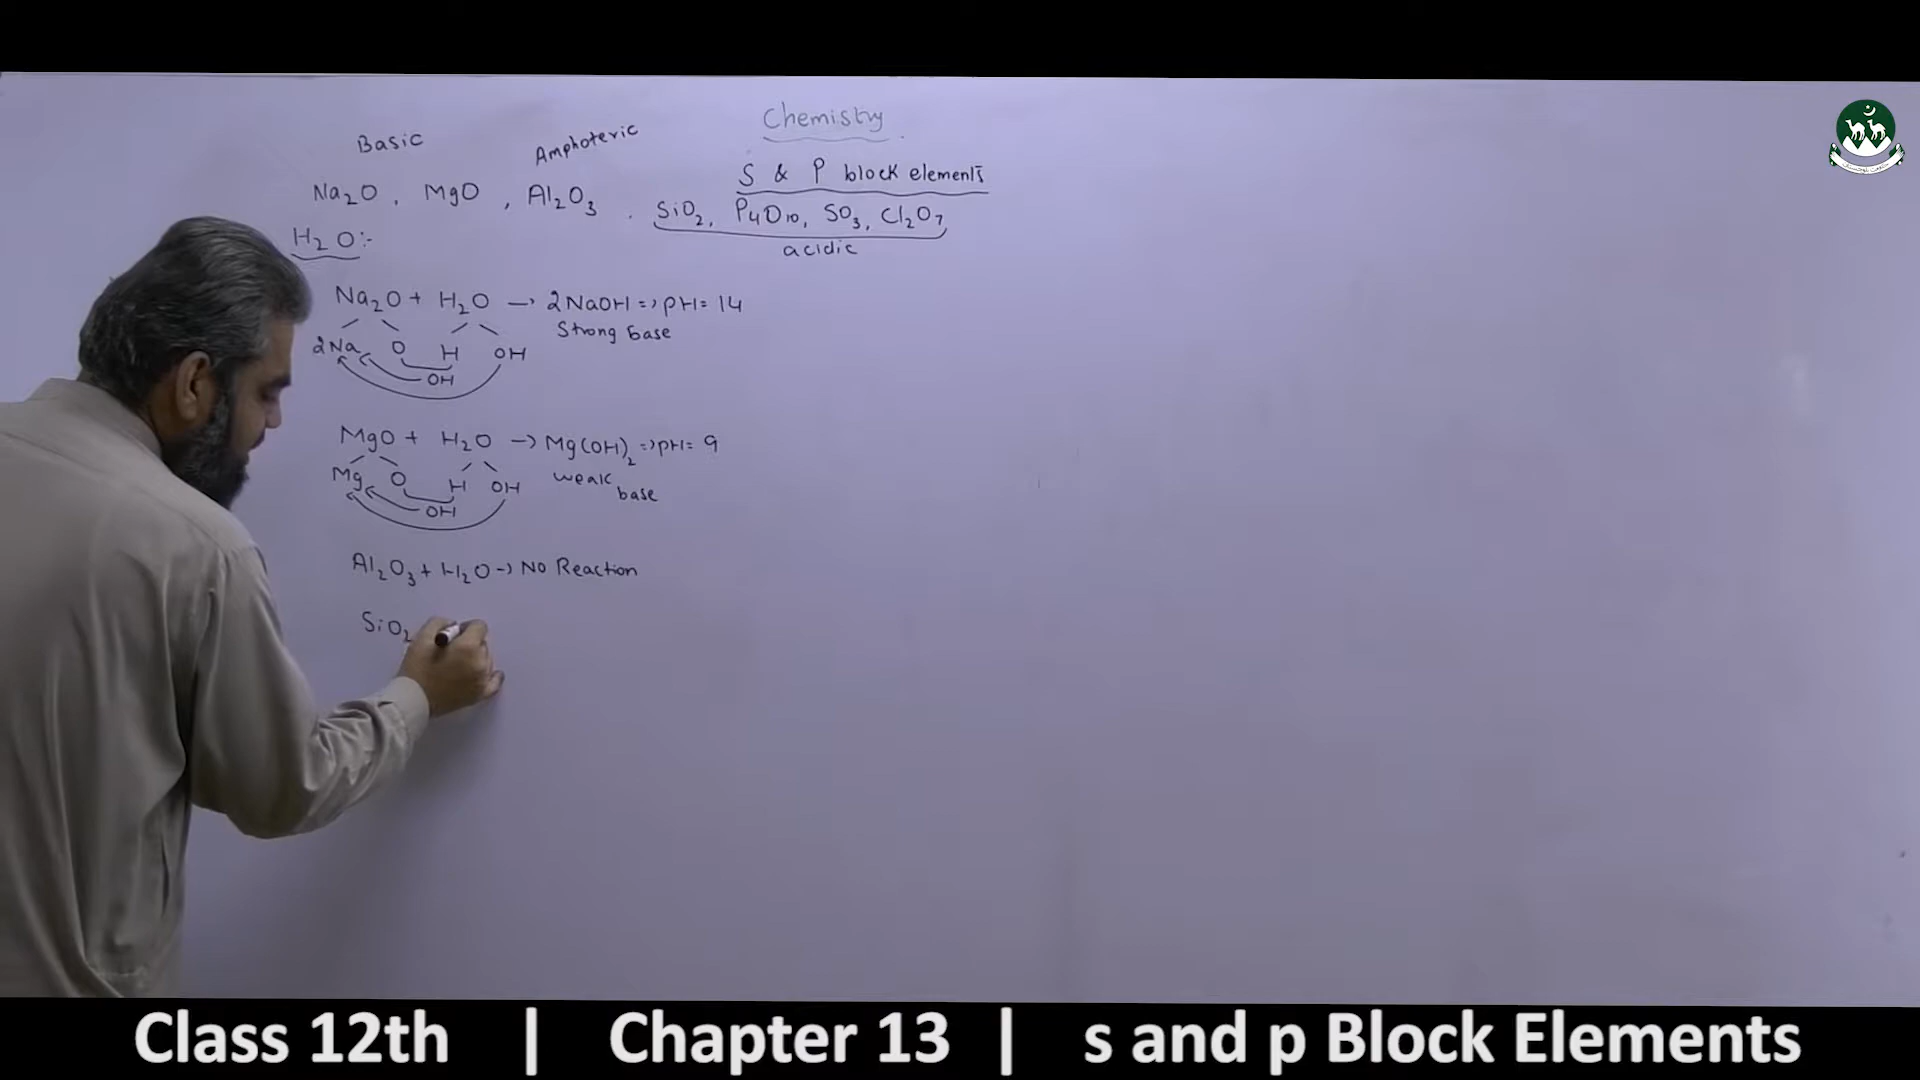 Chemistry
Basic
Amphoteric
S & P block elements
Na₂O, MgO, Al₂O₃, SiO₂, P₄O₁₀, SO₃, Cl₂O₇
acidic
H₂O:-
Na₂O + H₂O → 2NaOH => pH = 14
Strong base
2Na O H OH
OH
MgO + H₂O → Mg(OH)₂ => pH = 9
weak
base
Mg O H OH
OH
Al₂O₃ + H₂O → No Reaction
SiO₂
Class 12th | Chapter 13 | s and p Block Elements